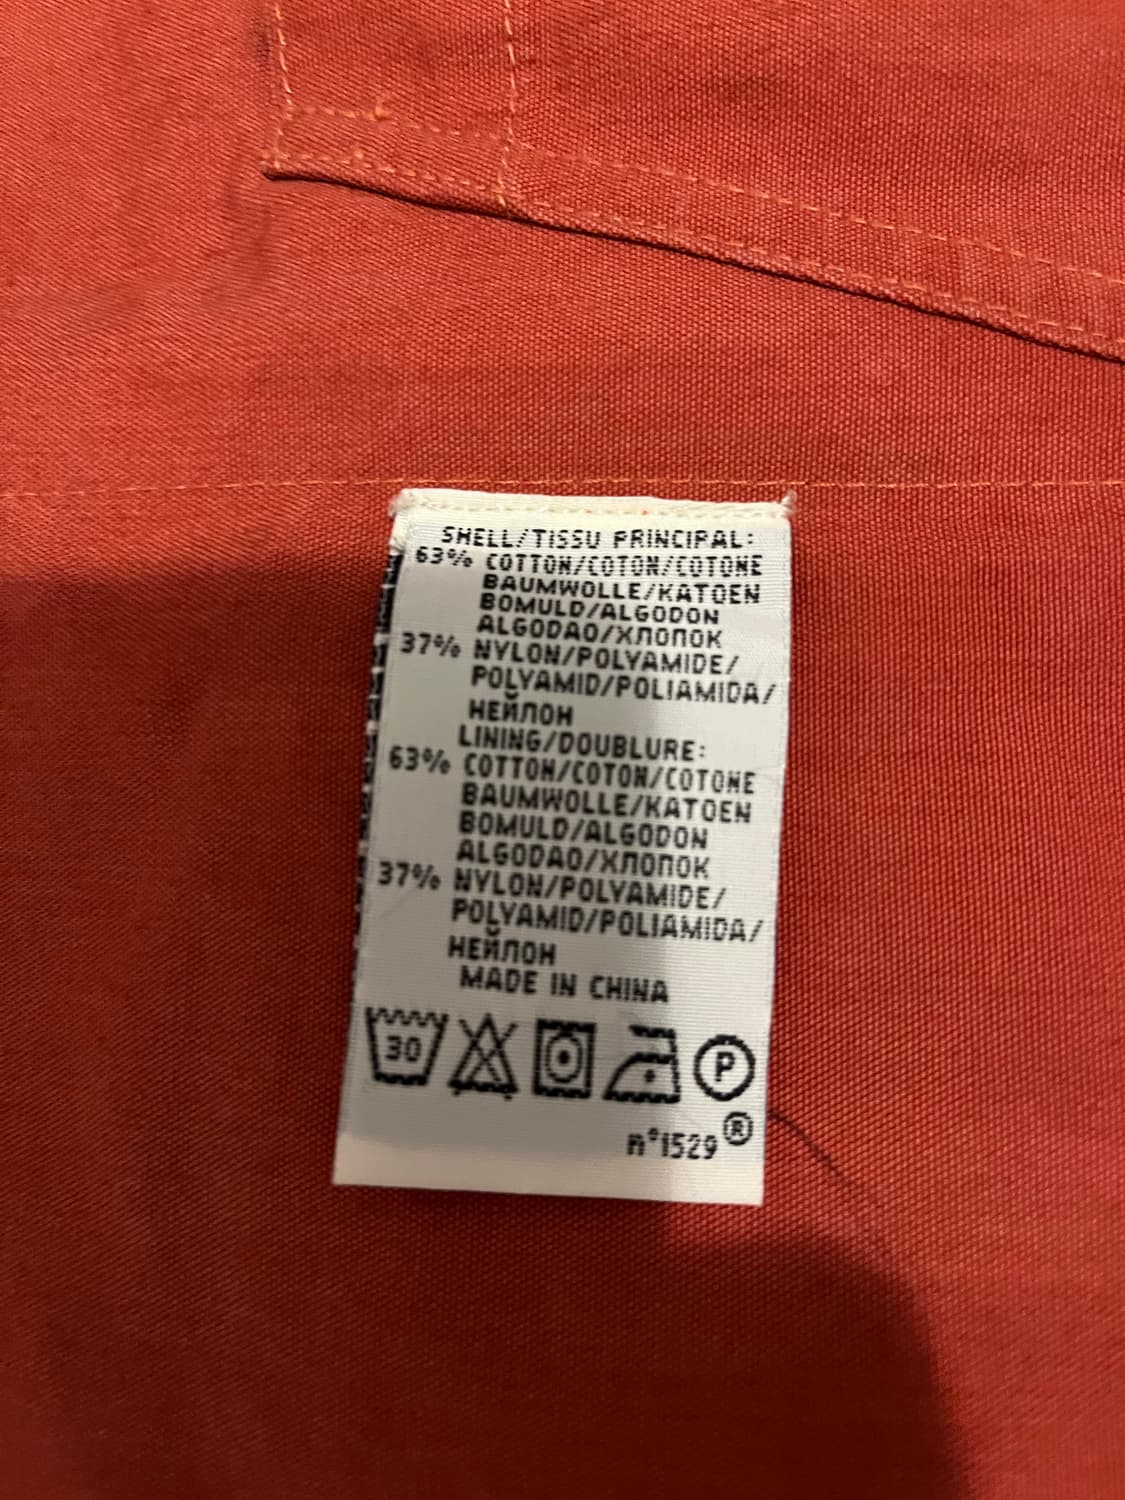 SHELL/TISSU PRINCIPAL:
63% COTTON/COTON/COTONE
BAUMWOLLE/KATOEN
BOMULD/ALGODON
ALGODAO/ХЛОПОК
37% NYLON/POLYAMIDE/
POLYAMID/POLIAMIDA/
НЕЙЛОН
LINING/DOUBLURE:
63% COTTON/COTON/COTONE
BAUMWOLLE/KATOEN
BOMULD/ALGODON
ALGODAO/ХЛОПОК
37% NYLON/POLYAMIDE/
POLYAMID/POLIAMIDA/
НЕЙЛОН
MADE IN CHINA
30 P
n°1529 ®